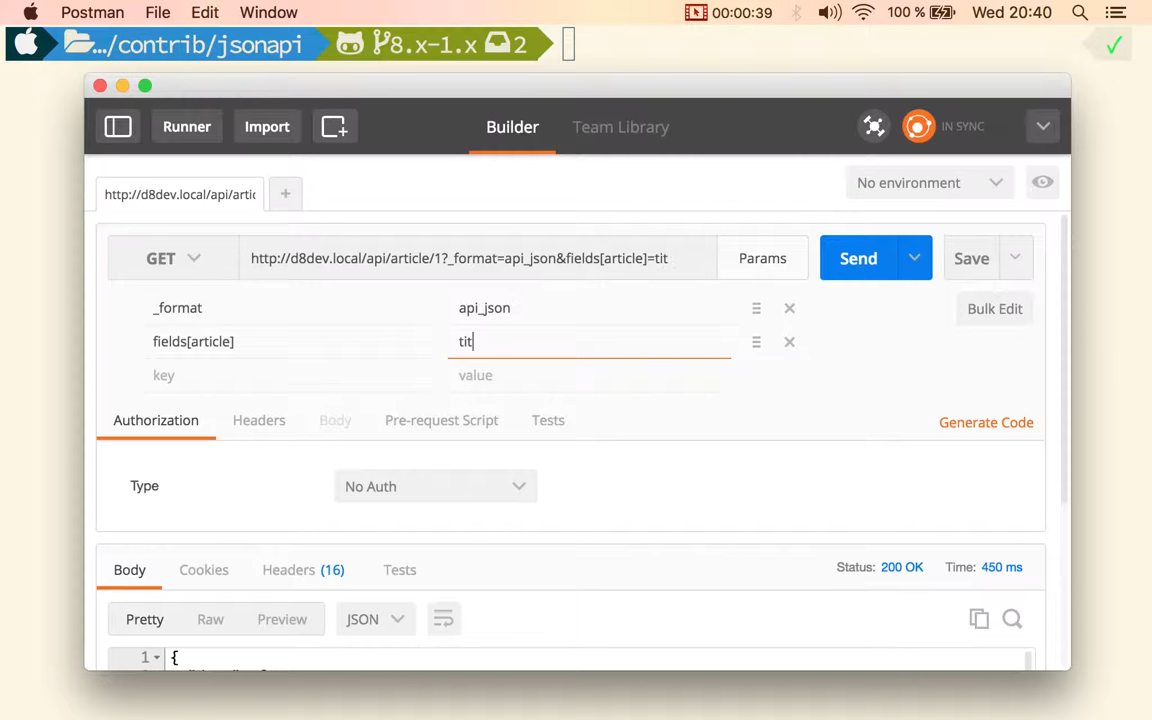 Postman File Edit Window 00:00:39 100 % Wed 20:40
.../contrib/jsonapi 8.x-1.x 2 ✓
Runner Import Builder Team Library IN SYNC
http://d8dev.local/api/artic + No environment
GET http://d8dev.local/api/article/1?_format=api_json&fields[article]=tit Params Send Save
_format api_json Bulk Edit
fields[article] tit
key value
Authorization Headers Body Pre-request Script Tests Generate Code
Type No Auth
Body Cookies Headers (16) Tests Status: 200 OK Time: 450 ms
Pretty Raw Preview JSON
1 {